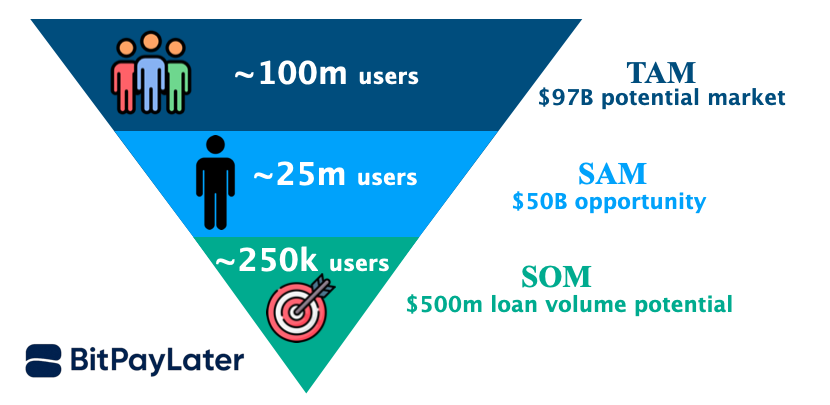 ~100m users
TAM
$97B potential market
~25m users
SAM
$50B opportunity
~250k users
SOM
$500m loan volume potential
BitPayLater